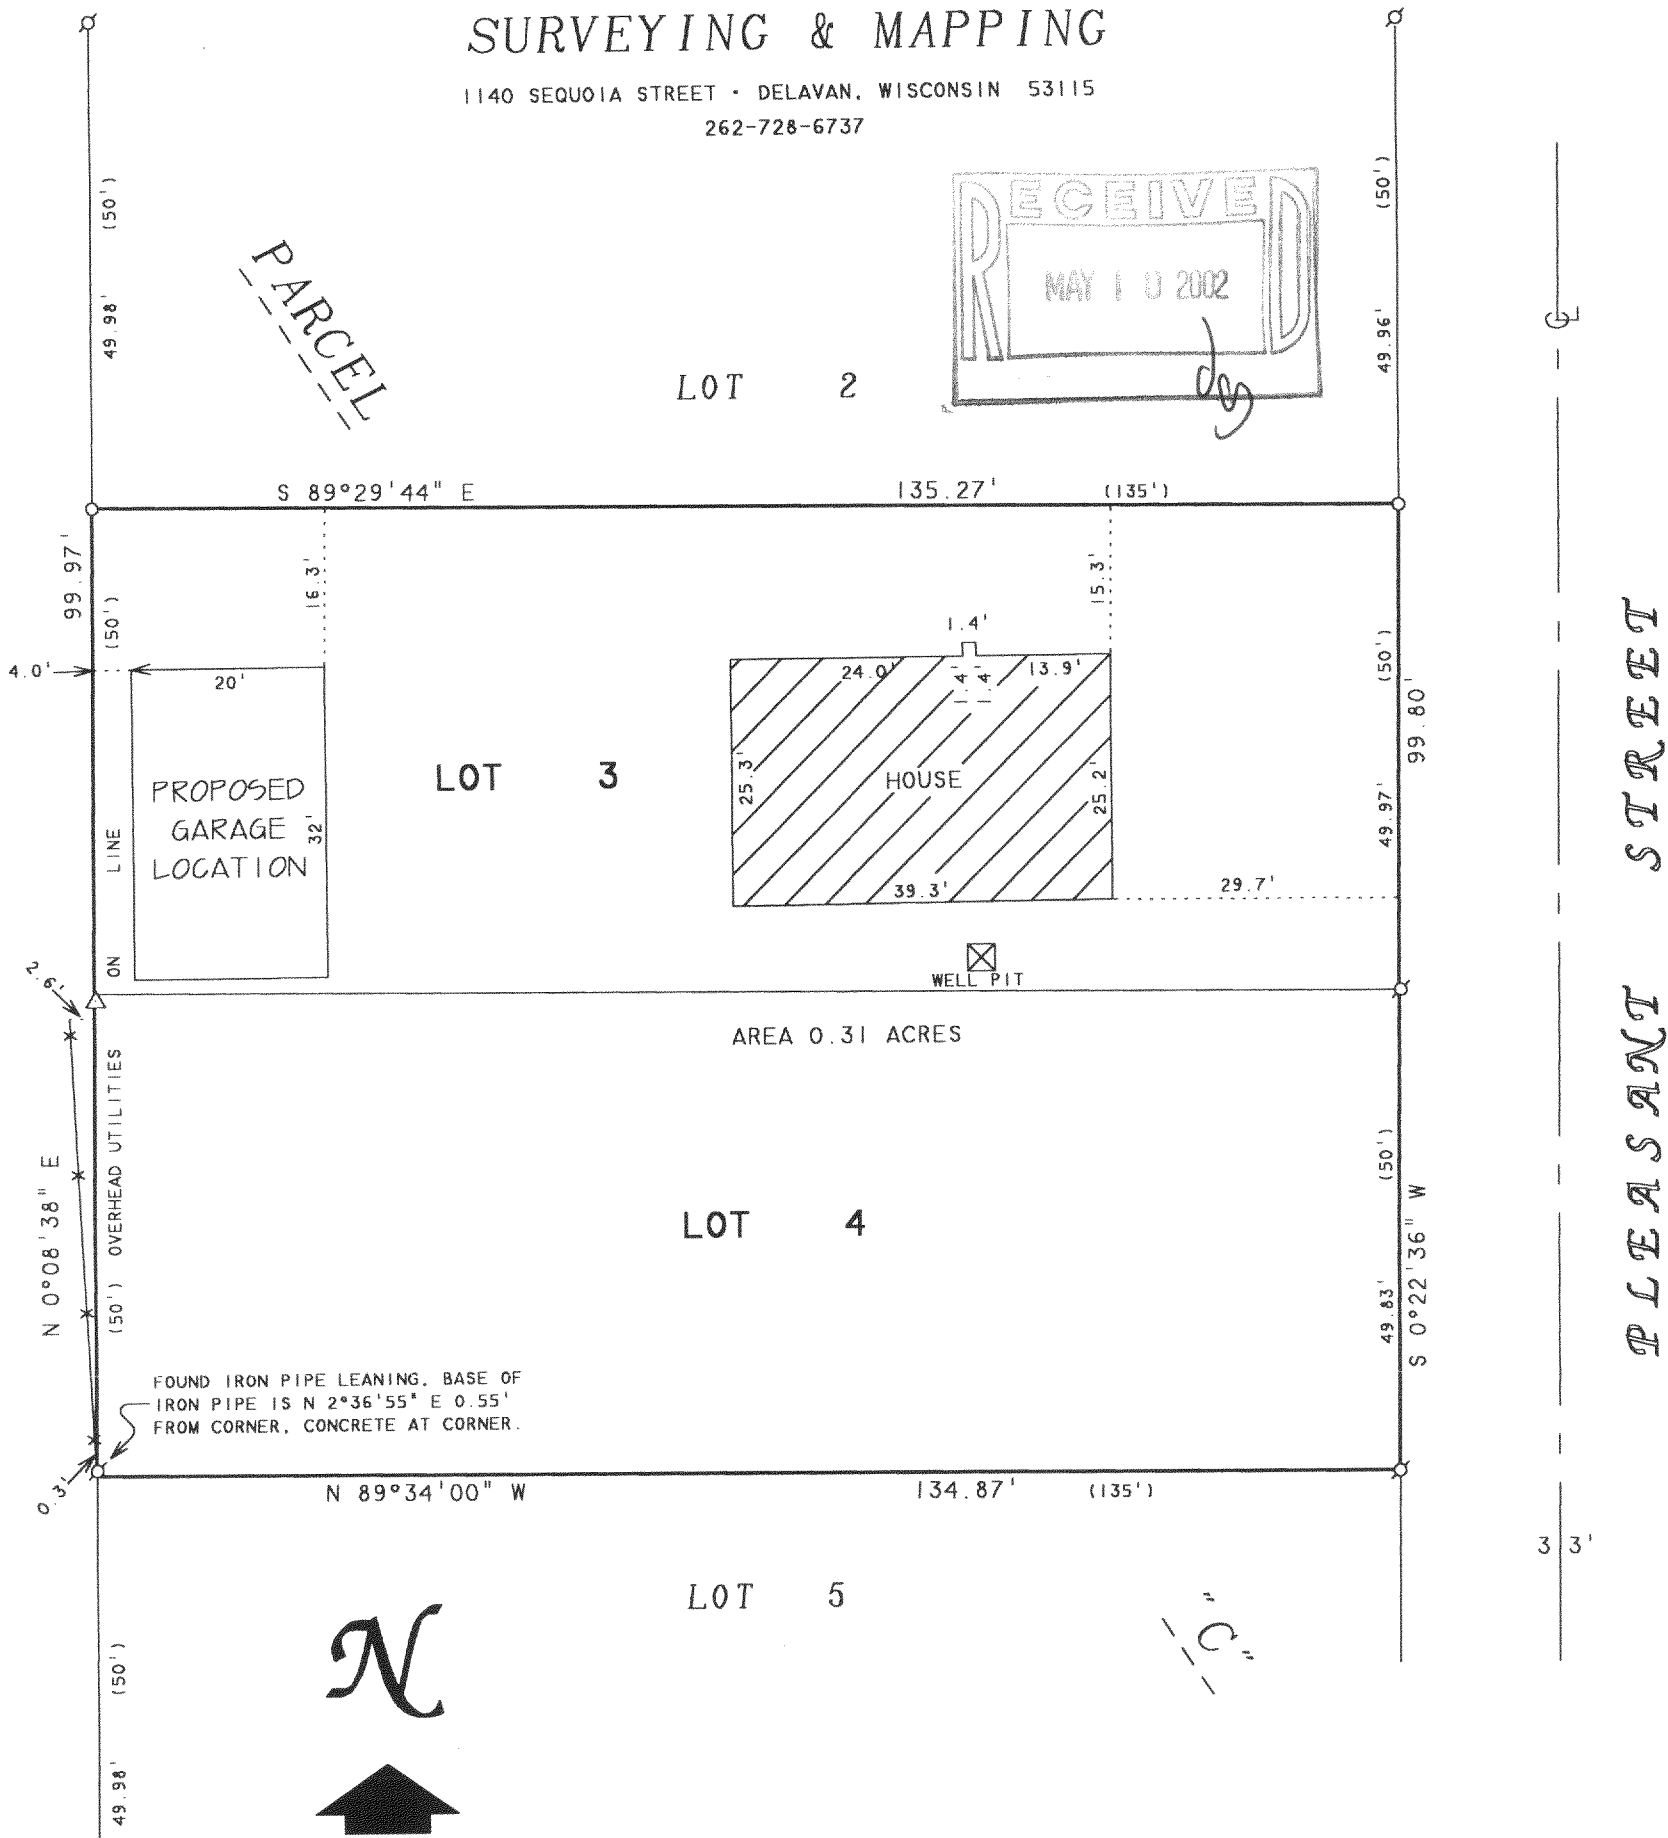 SURVEYING & MAPPING
1140 SEQUOIA STREET · DELAVAN, WISCONSIN 53115
262-728-6737
(50')
49.98'
PARCEL
RECEIVED
MAY 10 2002
(50')
49.96'
LOT 2
S 89°29'44" E 135.27' (135')
99.97'
(50')
16.3'
15.3'
1.4'
4.0'
20'
24.0'
4.4'
13.9'
(50')
99.80'
LOT 3
PROPOSED
GARAGE
LOCATION
32'
25.3'
HOUSE
25.2'
49.97'
39.3'
29.7'
ON LINE
WELL PIT
2.6'
AREA 0.31 ACRES
(50') OVERHEAD UTILITIES
N 0°08'38" E
LOT 4
(50')
49.83'
S 0°22'36" W
PLEASANT STREET
FOUND IRON PIPE LEANING, BASE OF
IRON PIPE IS N 2°36'55" E 0.55'
FROM CORNER, CONCRETE AT CORNER.
0.3'
N 89°34'00" W 134.87' (135')
33'
LOT 5
"C"
N
(50')
49.98'